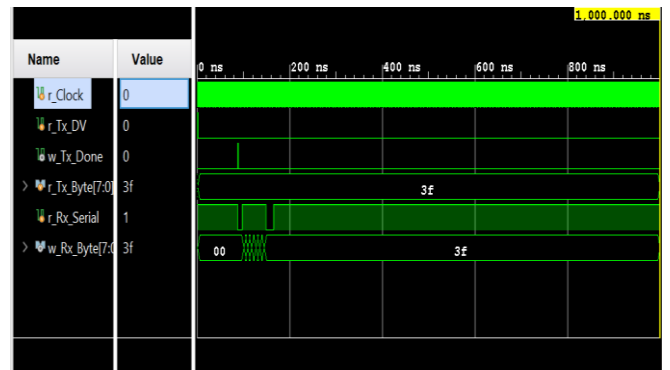 1,000.000 ns
Name Value
0 ns 200 ns 400 ns 600 ns 800 ns
r_Clock 0
r_Tx_DV 0
w_Tx_Done 0
r_Tx_Byte[7:0] 3f 3f
r_Rx_Serial 1
w_Rx_Byte[7:0 3f 00 3f